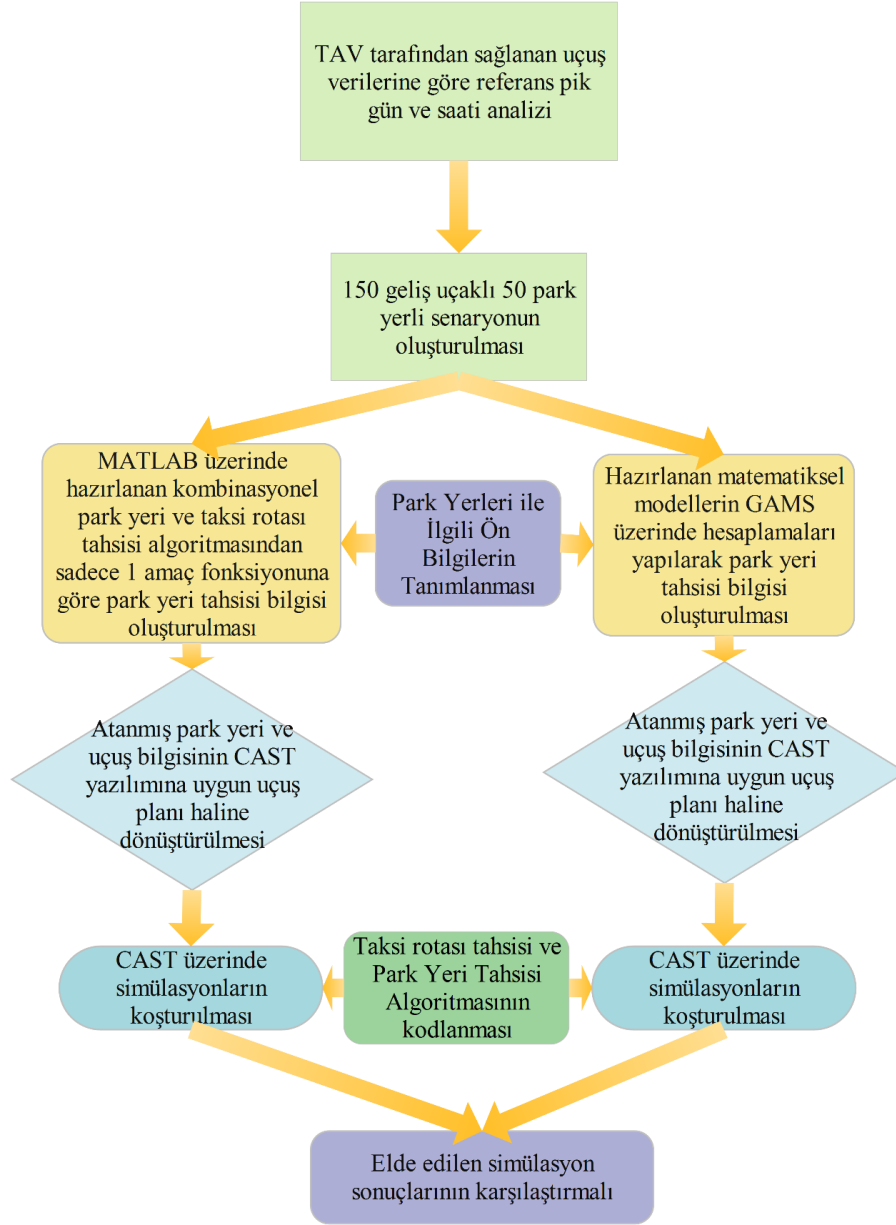 TAV tarafından sağlanan uçuş
verilerine göre referans pik
gün ve saati analizi
150 geliş uçaklı 50 park
yerli senaryonun
oluşturulması
MATLAB üzerinde
hazırlanan kombinasyonel
park yeri ve taksi rotası
tahsisi algoritmasından
sadece 1 amaç fonksiyonuna
göre park yeri tahsisi bilgisi
oluşturulması
Park Yerleri ile
İlgili Ön
Bilgilerin
Tanımlanması
Hazırlanan matematiksel
modellerin GAMS
üzerinde hesaplamaları
yapılarak park yeri
tahsisi bilgisi
oluşturulması
Atanmış park yeri ve
uçuş bilgisinin CAST
yazılımına uygun uçuş
planı haline
dönüştürülmesi
Atanmış park yeri ve
uçuş bilgisinin CAST
yazılımına uygun uçuş
planı haline
dönüştürülmesi
CAST üzerinde
simülasyonların
koşturulması
Taksi rotası tahsisi ve
Park Yeri Tahsisi
Algoritmasının
kodlanması
CAST üzerinde
simülasyonların
koşturulması
Elde edilen simülasyon
sonuçlarının karşılaştırmalı